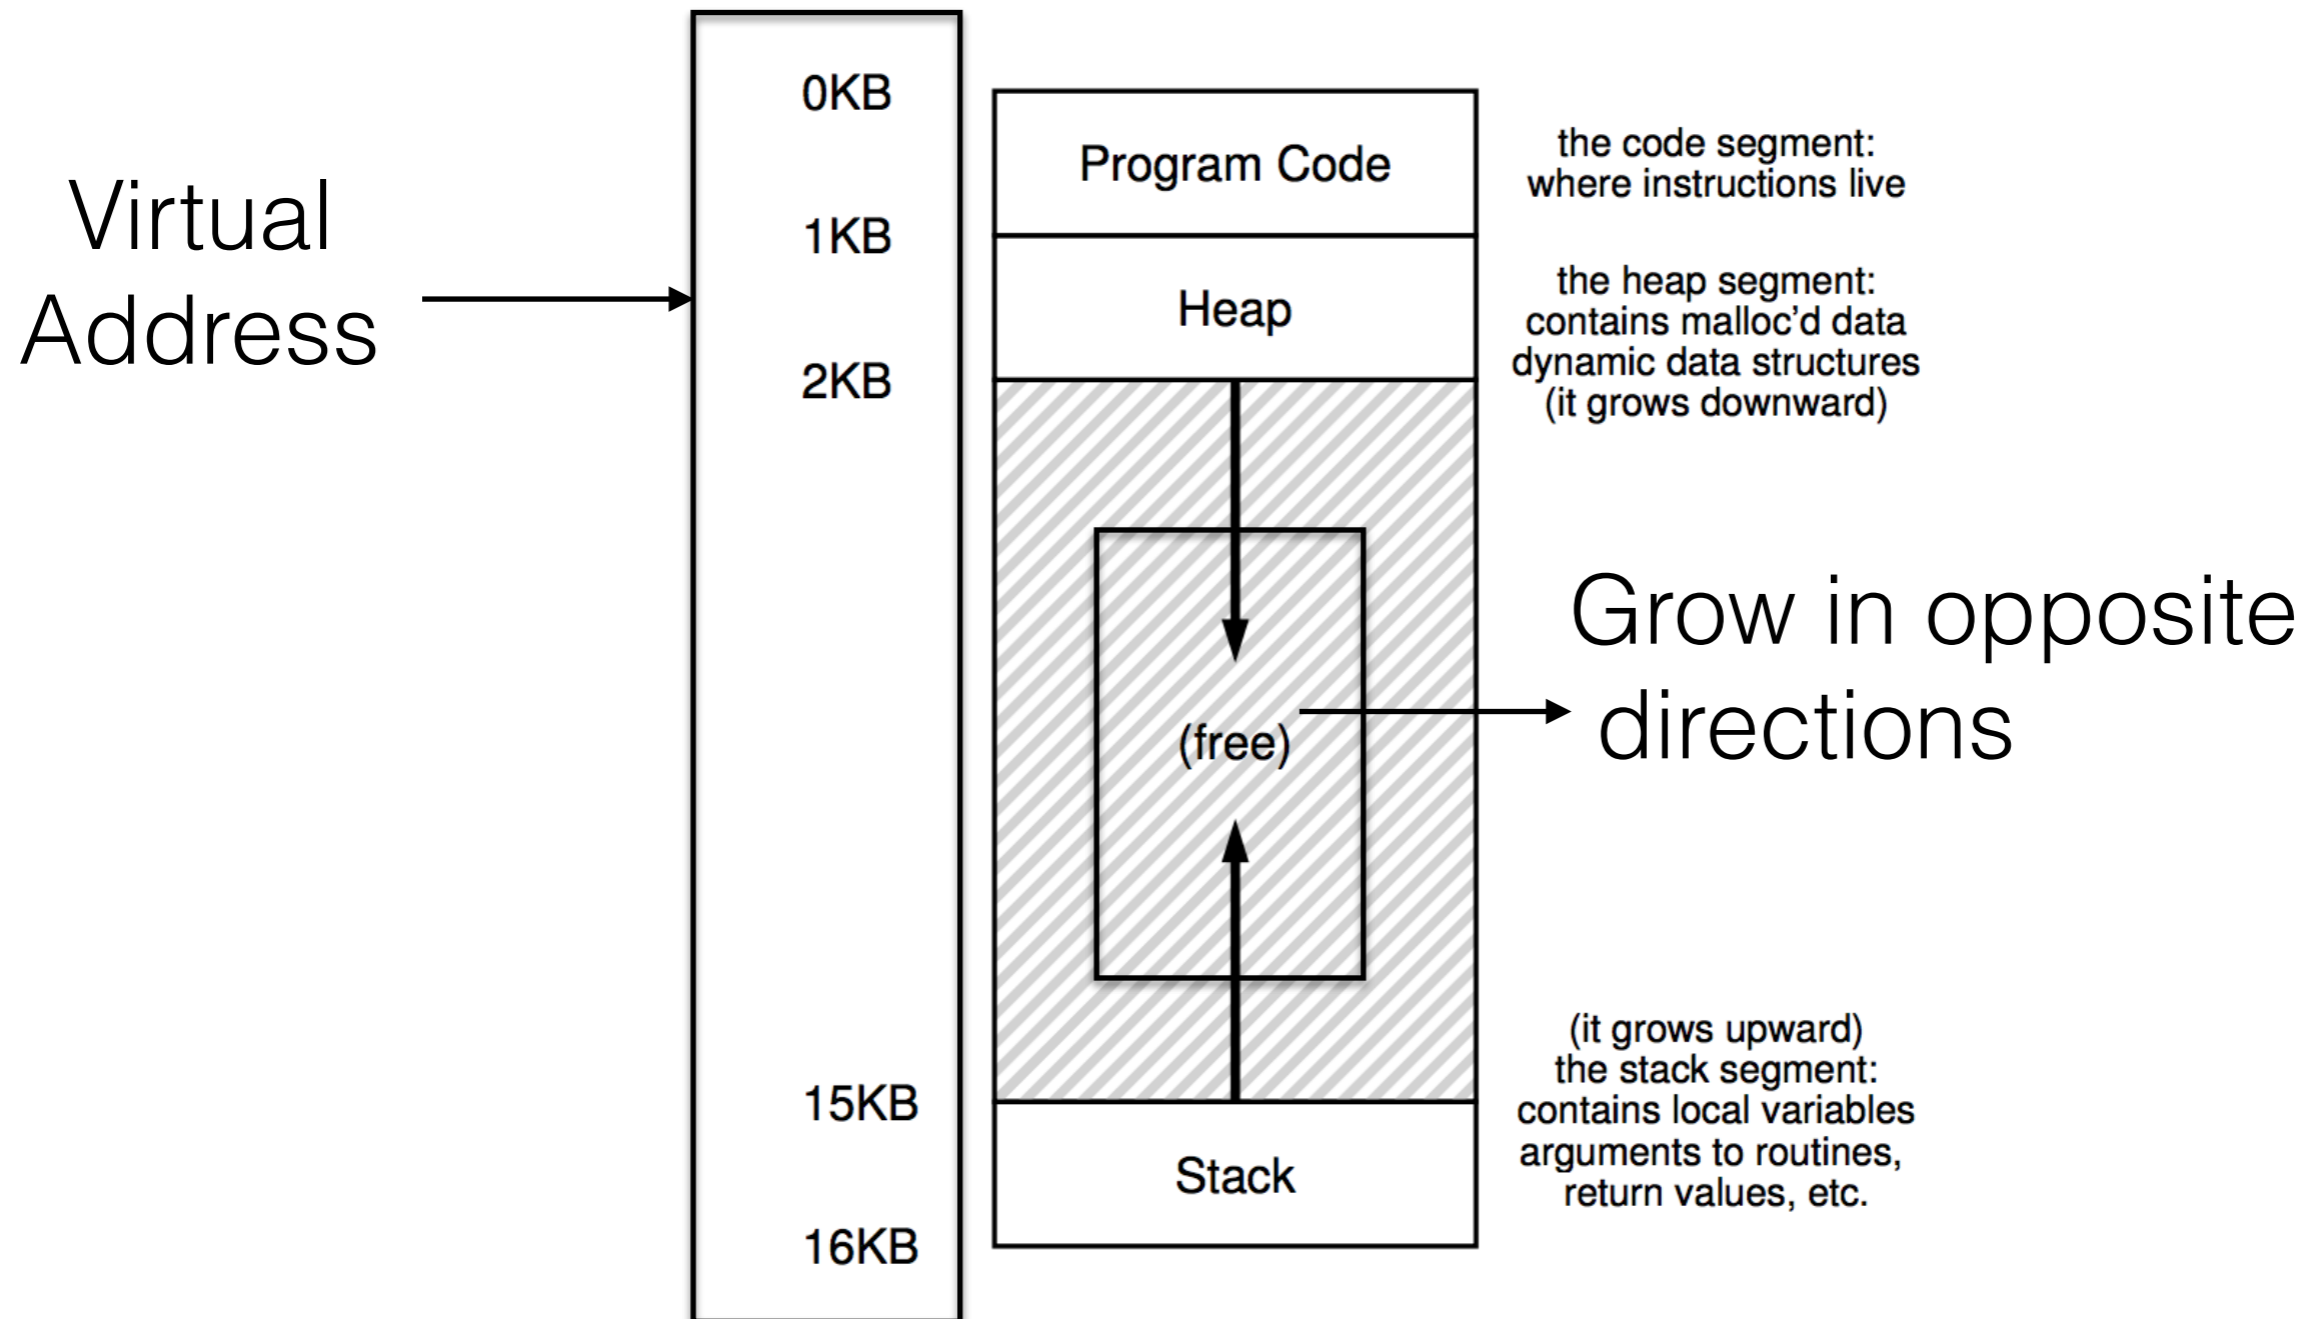 Virtual
Address
0KB
1KB
2KB
15KB
16KB
Program Code
Heap
(free)
Stack
the code segment:
where instructions live
the heap segment:
contains malloc'd data
dynamic data structures
(it grows downward)
Grow in opposite
directions
(it grows upward)
the stack segment:
contains local variables
arguments to routines,
return values, etc.